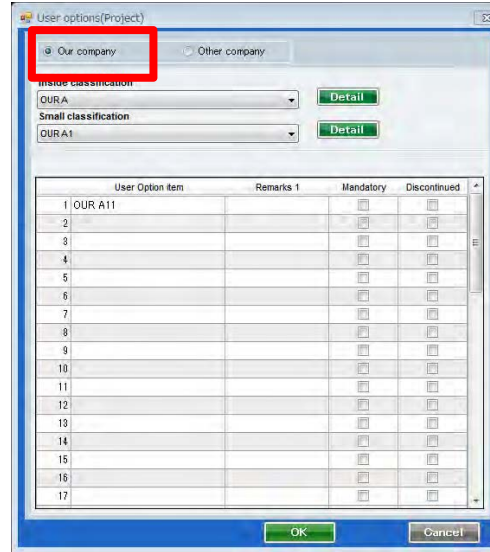 User options(Project)
Our company Other company
Inside classification
OUR A Detail
Small classification
OUR A1 Detail
User Option item Remarks 1 Mandatory Discontinued
1 OUR A11
2
3
4
5
6
7
8
9
10
11
12
13
14
15
16
17
OK Cancel